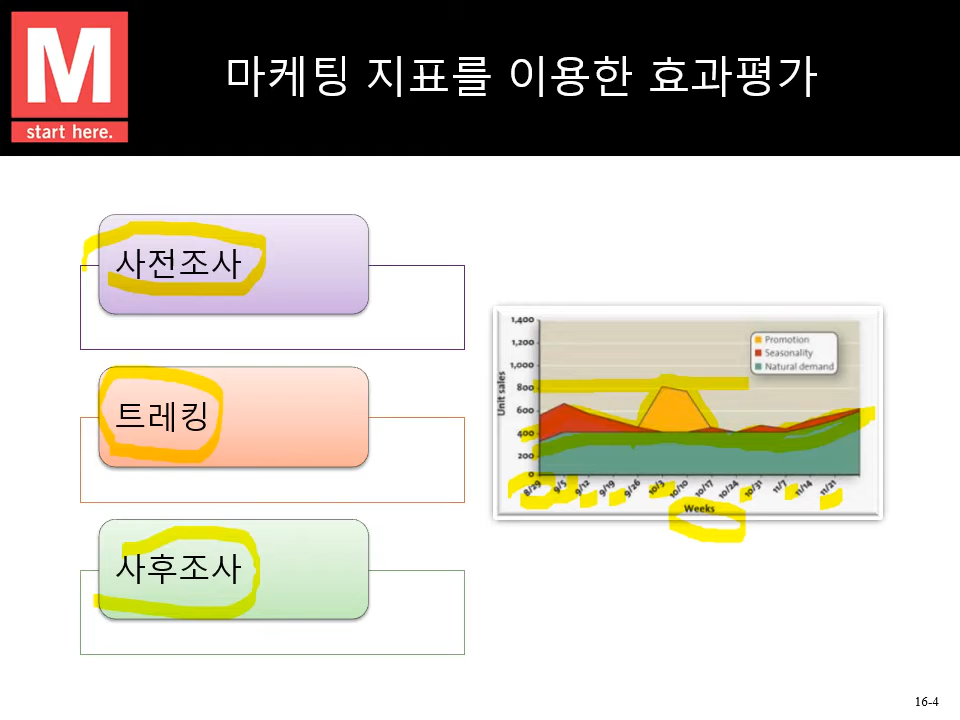 M
start here.
마케팅 지표를 이용한 효과평가
사전조사
트레킹
사후조사
1,400
1,200
1,000
800
600
400
200
0
Unit sales
Promotion
Seasonality
Natural demand
8/29 9/5 9/12 9/19 9/26 10/3 10/10 10/17 10/24 10/31 11/7 11/14 11/21
Weeks
16-4